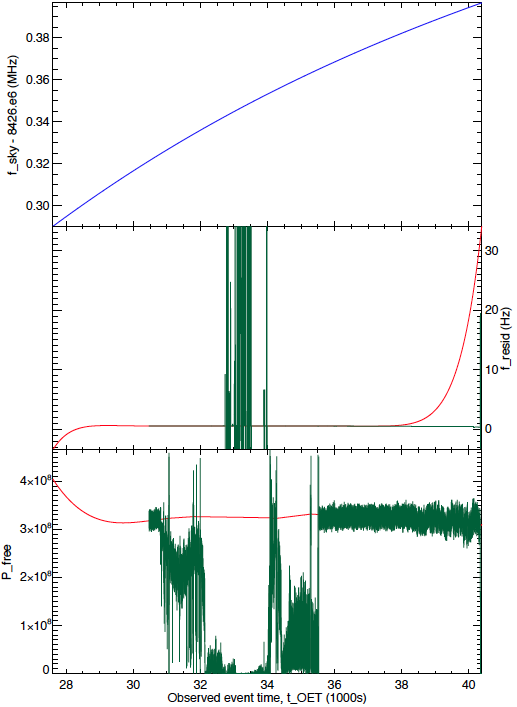 0.38
0.36
0.34
0.32
0.30
f_sky - 8426.e6 (MHz)
30
20
10
0
f_resid (Hz)
4×10⁸
3×10⁸
2×10⁸
1×10⁸
0
P_free
28 30 32 34 36 38 40
Observed event time, t_OET (1000s)